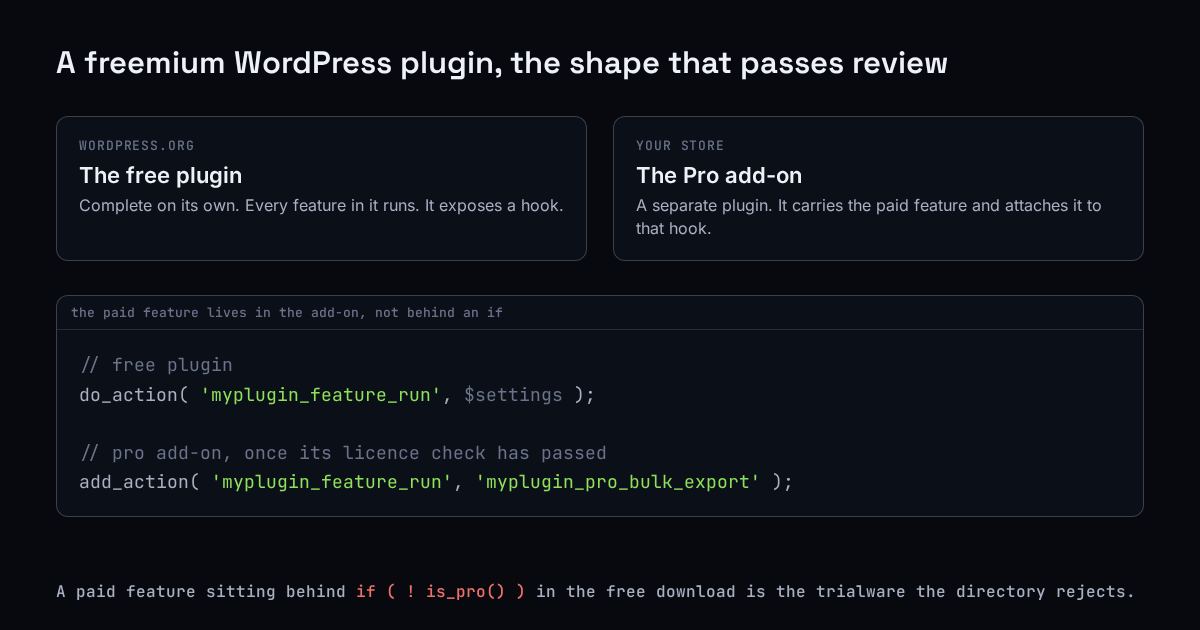 A freemium WordPress plugin, the shape that passes review
WORDPRESS.ORG
The free plugin
Complete on its own. Every feature in it runs. It exposes a hook.
YOUR STORE
The Pro add-on
A separate plugin. It carries the paid feature and attaches it to
that hook.
the paid feature lives in the add-on, not behind an if
// free plugin
do_action( 'myplugin_feature_run', $settings );
// pro add-on, once its licence check has passed
add_action( 'myplugin_feature_run', 'myplugin_pro_bulk_export' );
A paid feature sitting behind if ( ! is_pro() ) in the free download is the trialware the directory rejects.